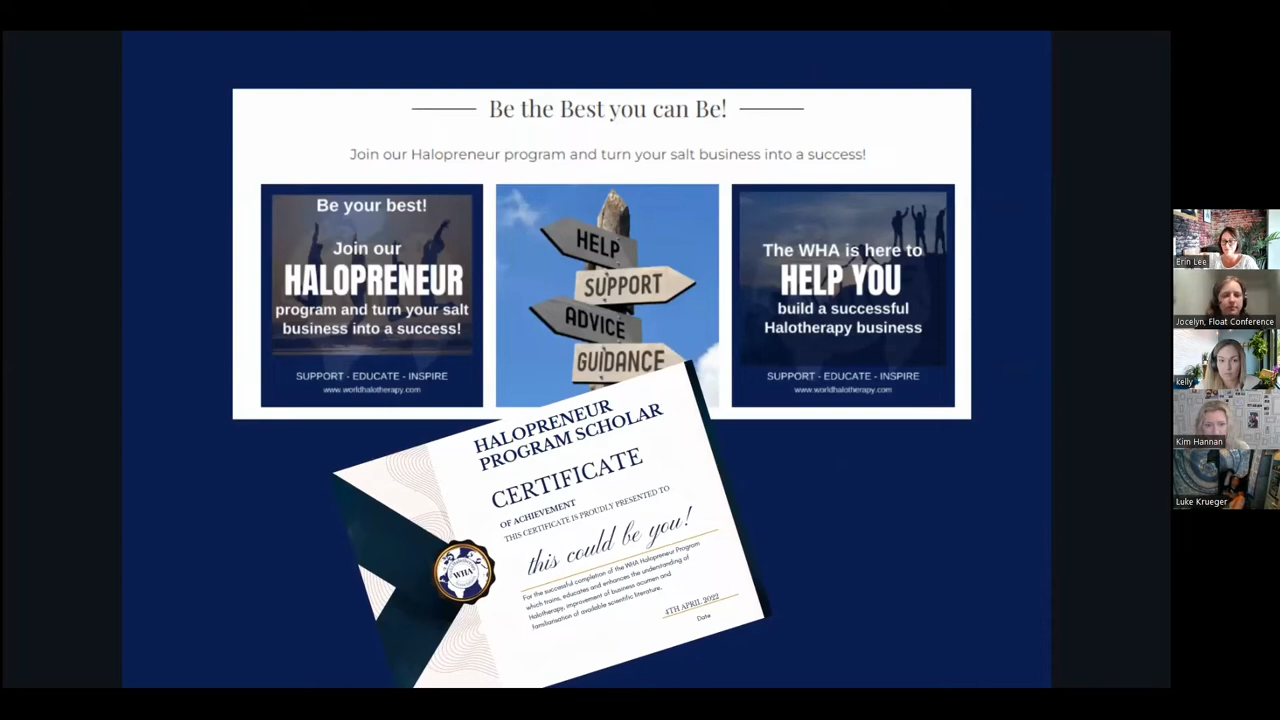 Be the Best you can Be!
Join our Halopreneur program and turn your salt business into a success!
Be your best!
Join our
HALOPRENEUR
program and turn your salt
business into a success!
SUPPORT - EDUCATE - INSPIRE
www.worldhalotherapy.com
HELP
SUPPORT
ADVICE
GUIDANCE
The WHA is here to
HELP YOU
build a successful
Halotherapy business
SUPPORT - EDUCATE - INSPIRE
www.worldhalotherapy.com
HALOPRENEUR
PROGRAM SCHOLAR
CERTIFICATE
OF ACHIEVEMENT
THIS CERTIFICATE IS PROUDLY PRESENTED TO
this could be you!
For the successful completion of the WHA Halopreneur Program
which trains, educates and enhances the understanding of
Halotherapy, improvement of business acumen and
familiarisation of available scientific literature.
4TH APRIL 2022
Date
WHA
Erin Lee
Jocelyn, Float Conference
kelly
Kim Hannan
Luke Krueger